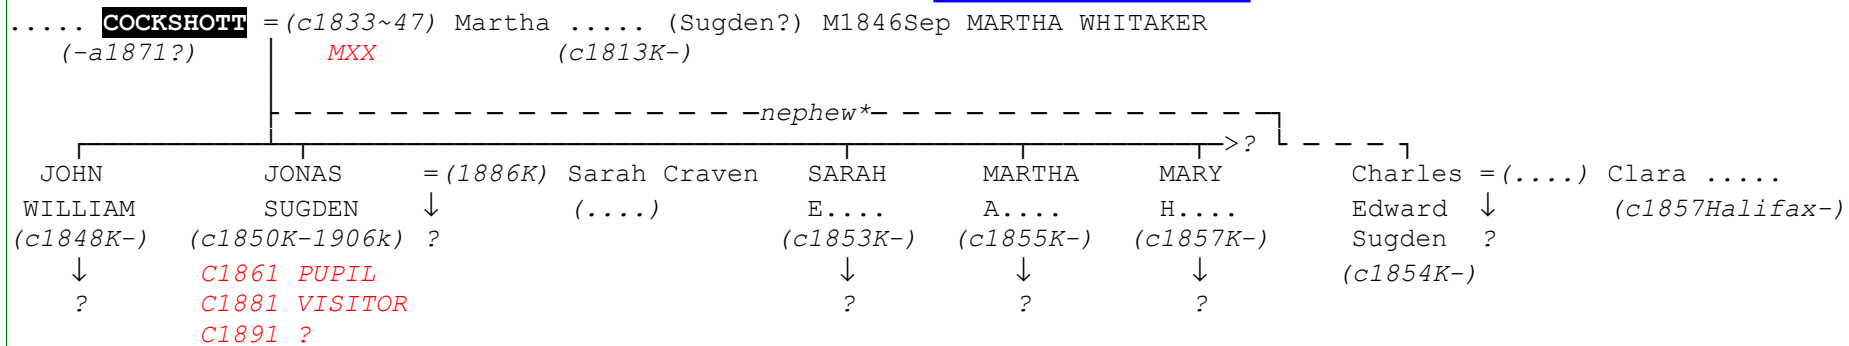 ..... COCKSHOTT =(c1833~47) Martha ..... (Sugden?) M1846Sep MARTHA WHITAKER
(-a1871?) MXX (c1813K-)
nephew*
>?
JOHN JONAS =(1886K) Sarah Craven SARAH MARTHA MARY Charles =(....) Clara .....
WILLIAM SUGDEN ↓ (....) E.... A.... H.... Edward ↓ (c1857Halifax-)
(c1848K-) (c1850K-1906k) ? (c1853K-) (c1855K-) (c1857K-) Sugden ?
↓ C1861 PUPIL ↓ ↓ ↓ (c1854K-)
? C1881 VISITOR ? ? ?
C1891 ?